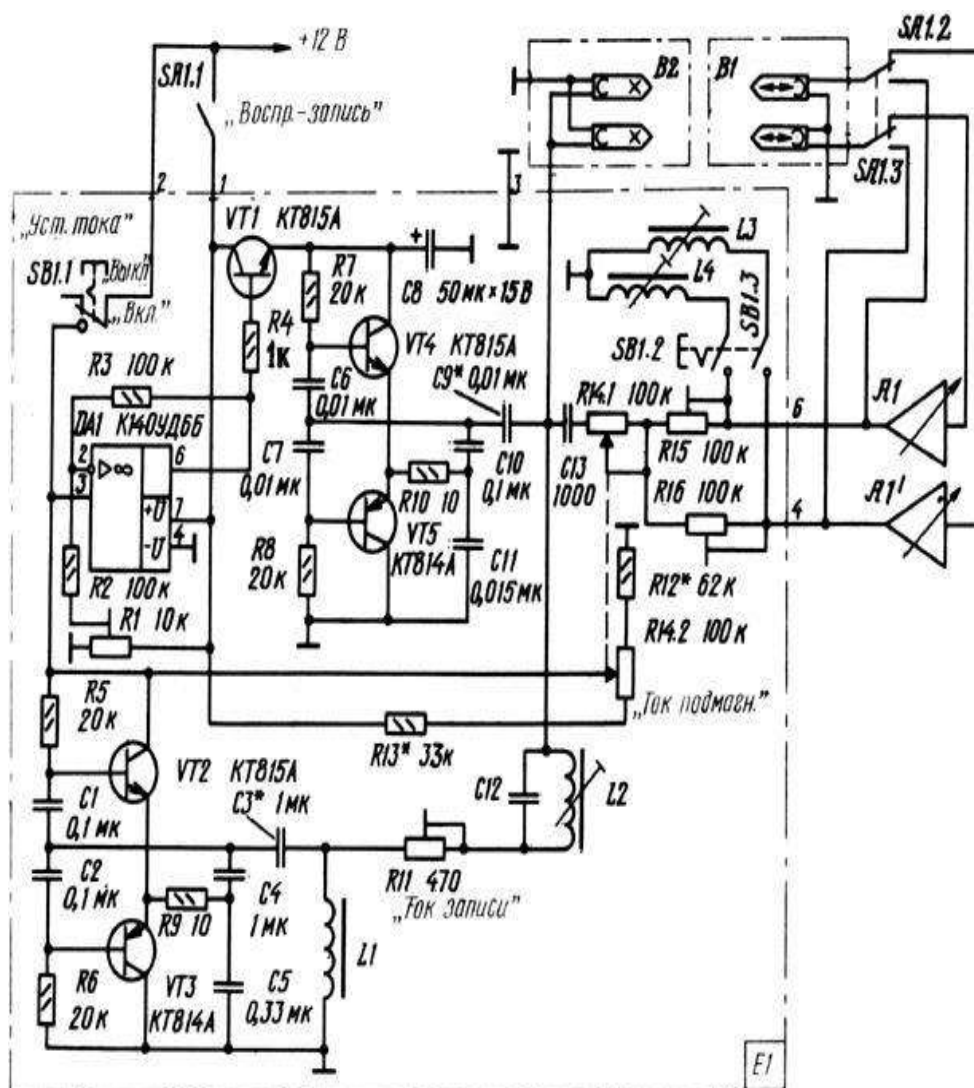 +12 В
SA1.1
„Воспр.-запись"
B2
B1
SA1.2
SA1.3
2
1
3
„Уст. тока"
SB1.1
„Выкл"
„Вкл."
VT1 КТ815А
R7
20 к
C8 50 мк × 15 В
L3
L4
SB1.3
SB1.2
R4
1к
VT4 КТ815А
C9* 0,01 мк
R3 100 к
C6
0,01 мк
R14.1 100 к
6
A1
DA1 К140УД6Б
2
3
▷∞
6
+U
7
-U
4
C7
0,01 мк
R10 10
C10
0,1 мк
C13
1000
R15
100 к
R16 100 к
4
A1'
R2
100 к
R8
20 к
VT5
КТ814А
C11
0,015 мк
R12* 62 к
R1 10 к
R14.2 100 к
R5
20 к
„Ток подмагн."
R13* 33к
VT2 КТ815А
C3* 1 мк
C12
L2
C1
0,1 мк
C2
0,1 мк
R9 10
C4
1 мк
R11 470
„Ток записи"
L1
R6
20 к
VT3
КТ814А
C5
0,33 мк
E1